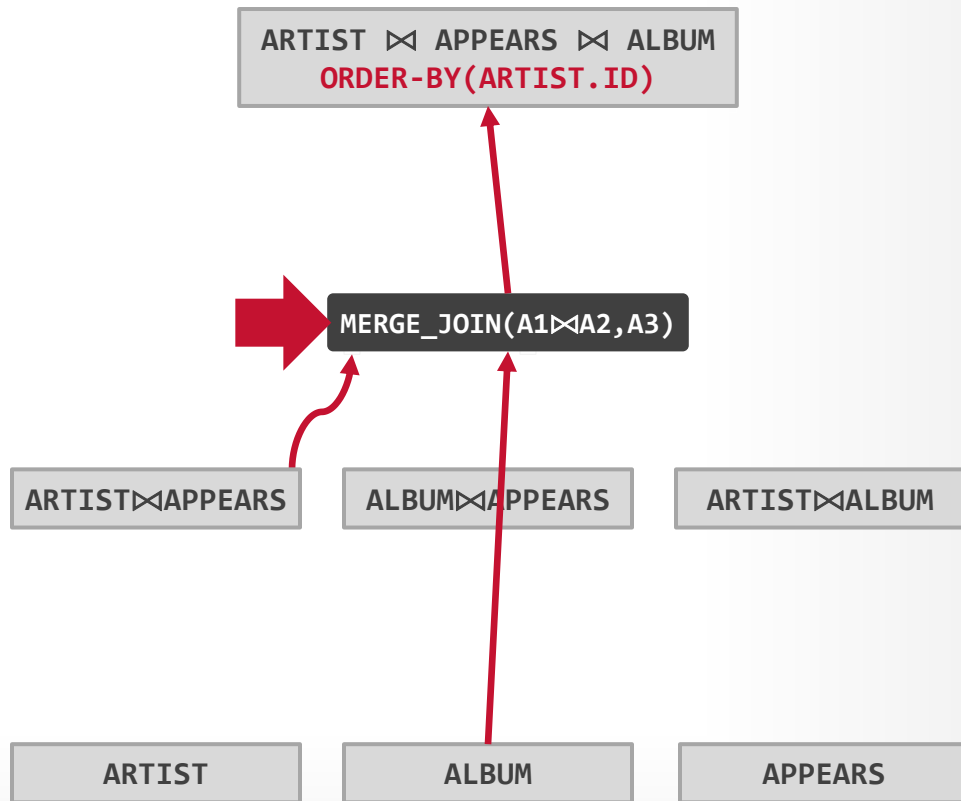 ARTIST ⋈ APPEARS ⋈ ALBUM
ORDER-BY(ARTIST.ID)
MERGE_JOIN(A1⋈A2,A3)
ARTIST⋈APPEARS
ALBUM⋈APPEARS
ARTIST⋈ALBUM
ARTIST
ALBUM
APPEARS